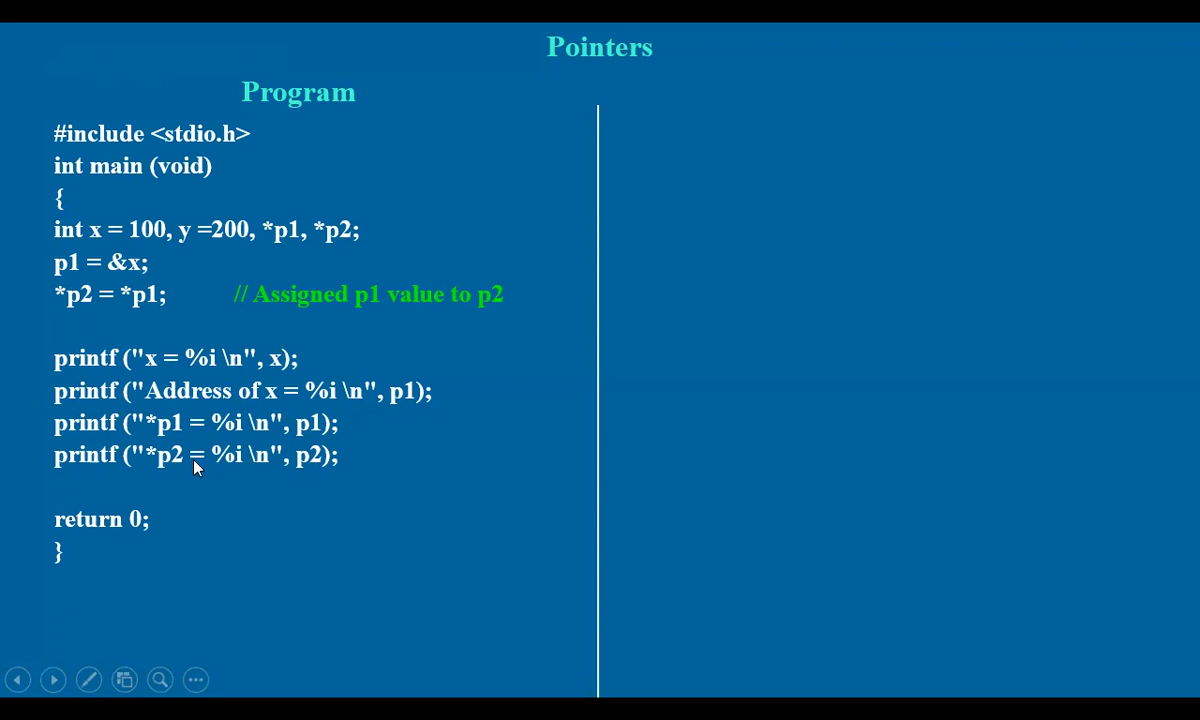 Pointers
Program
#include <stdio.h>
int main (void)
{
int x = 100, y =200, *p1, *p2;
p1 = &x;
*p2 = *p1; // Assigned p1 value to p2
printf ("x = %i \n", x);
printf ("Address of x = %i \n", p1);
printf ("*p1 = %i \n", p1);
printf ("*p2 = %i \n", p2);
return 0;
}